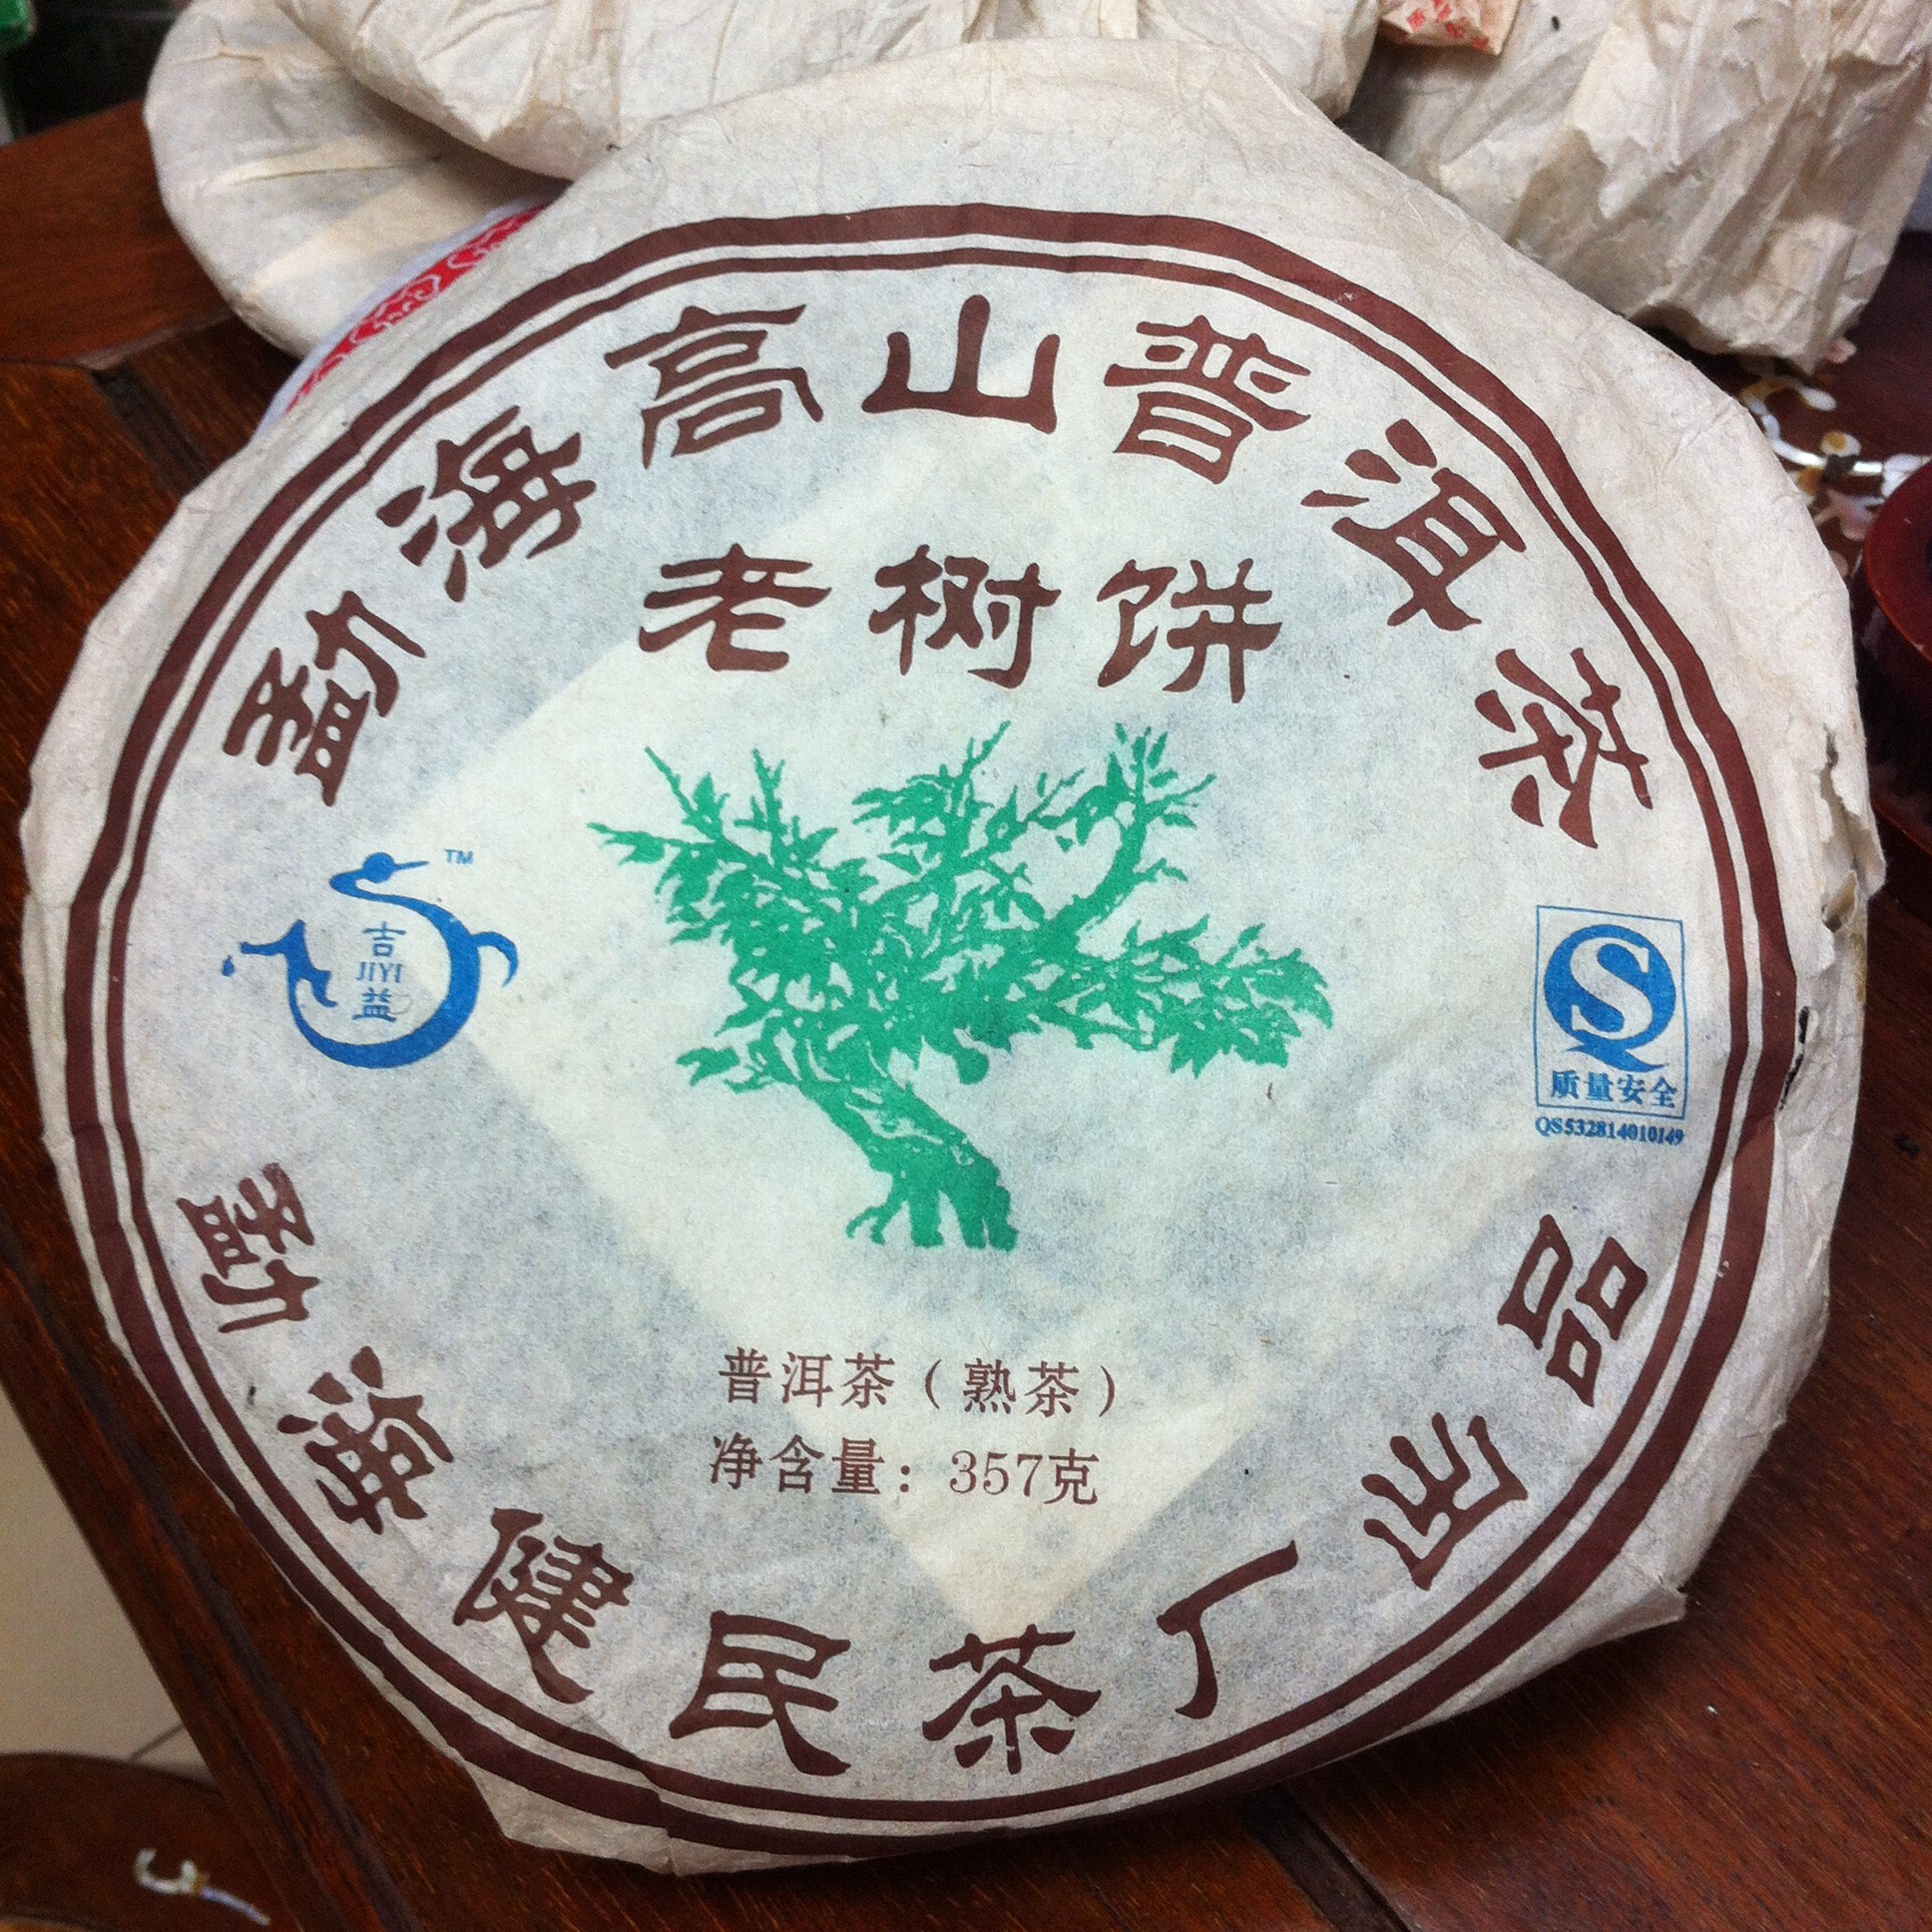 勐海高山普洱茶
老树饼
TM
吉
JIYI
益
质量安全
QS532814010149
普洱茶（熟茶）
净含量：357克
勐海健民茶厂出品